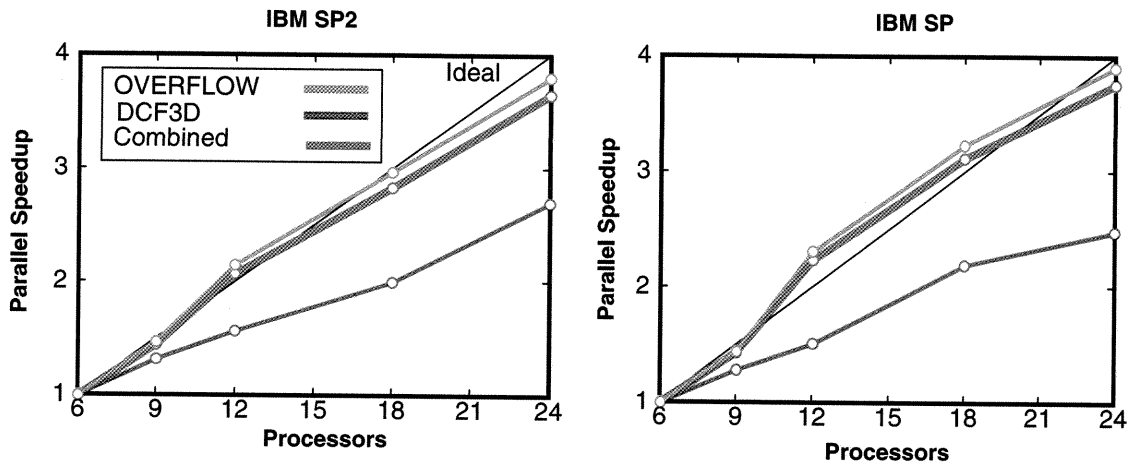 IBM SP2
4
3
2
1
Parallel Speedup
OVERFLOW
DCF3D
Combined
Ideal
6 9 12 15 18 21 24
Processors
IBM SP
4
3
2
1
Parallel Speedup
6 9 12 15 18 21 24
Processors